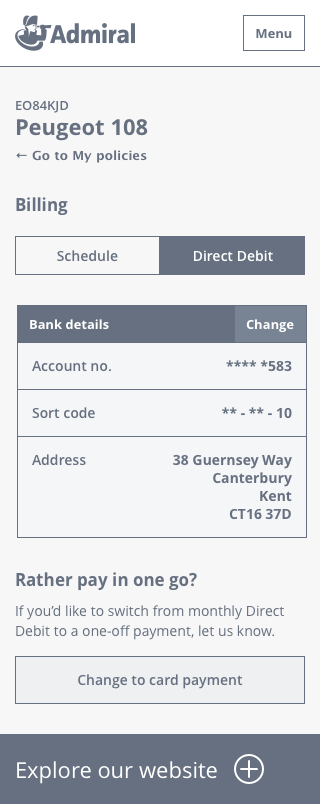 Admiral
Menu
EO84KJD
Peugeot 108
← Go to My policies
Billing
Schedule
Direct Debit
Bank details
Change
Account no.
**** *583
Sort code
** - ** - 10
Address
38 Guernsey Way
Canterbury
Kent
CT16 37D
Rather pay in one go?
If you’d like to switch from monthly Direct
Debit to a one-off payment, let us know.
Change to card payment
Explore our website